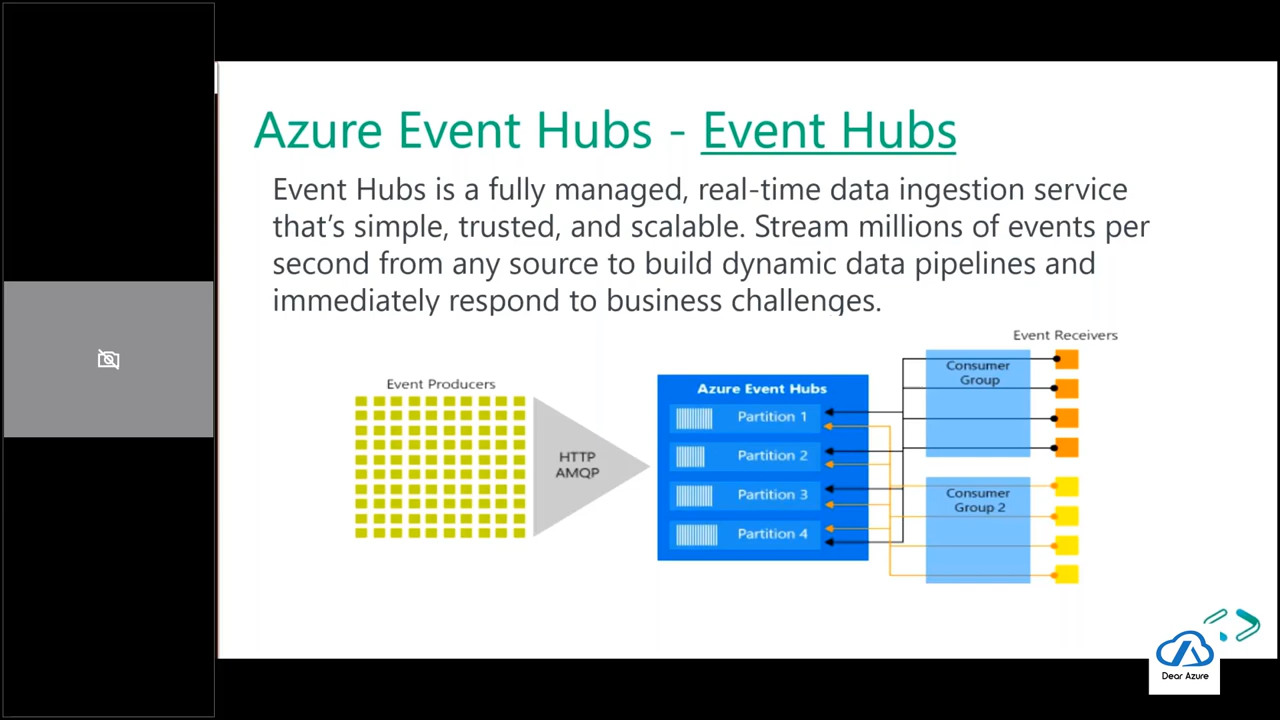 Azure Event Hubs - Event Hubs
Event Hubs is a fully managed, real-time data ingestion service
that's simple, trusted, and scalable. Stream millions of events per
second from any source to build dynamic data pipelines and
immediately respond to business challenges.
Event Producers
HTTP
AMQP
Azure Event Hubs
Partition 1
Partition 2
Partition 3
Partition 4
Event Receivers
Consumer
Group
Consumer
Group 2
Dear Azure